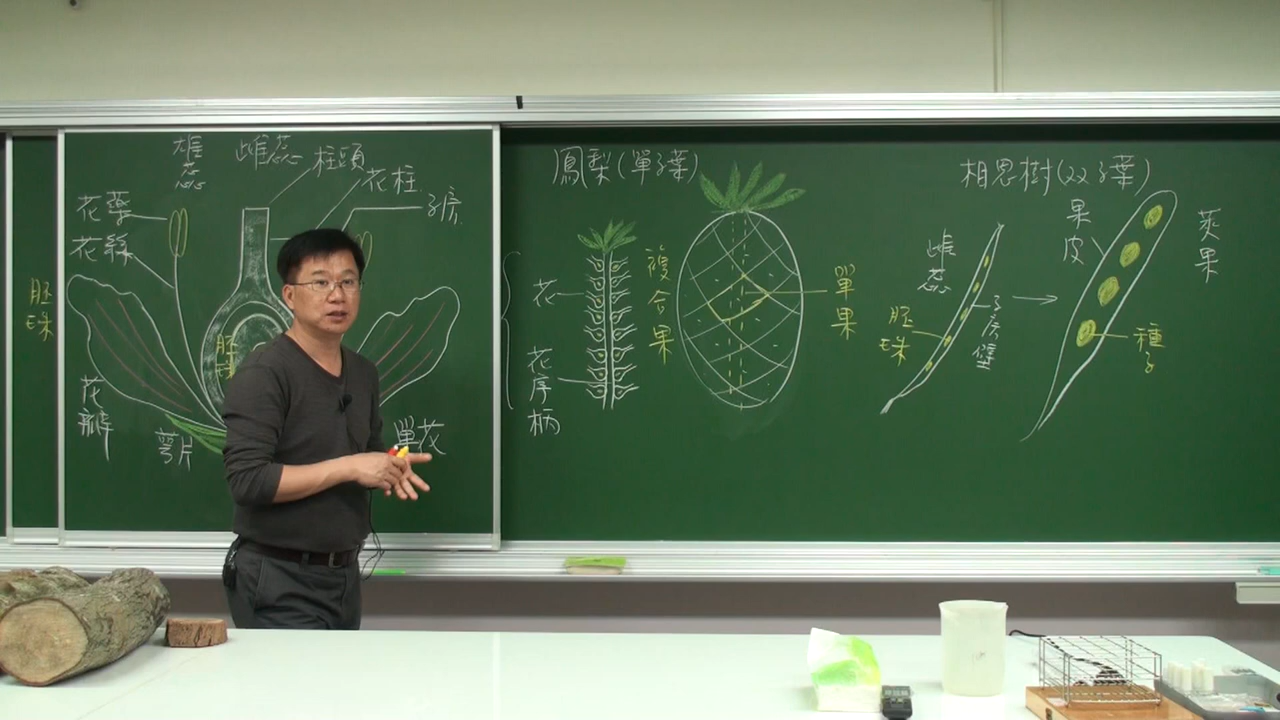 雄蕊
雌蕊
柱頭
花柱
子房
花藥
花絲
胚珠
胚珠
花瓣
萼片
單花
鳳梨(單子葉)
花
花序柄
複合果
單果
相思樹(双子葉)
雌蕊
胚珠
子房壁
果皮
莢果
種子